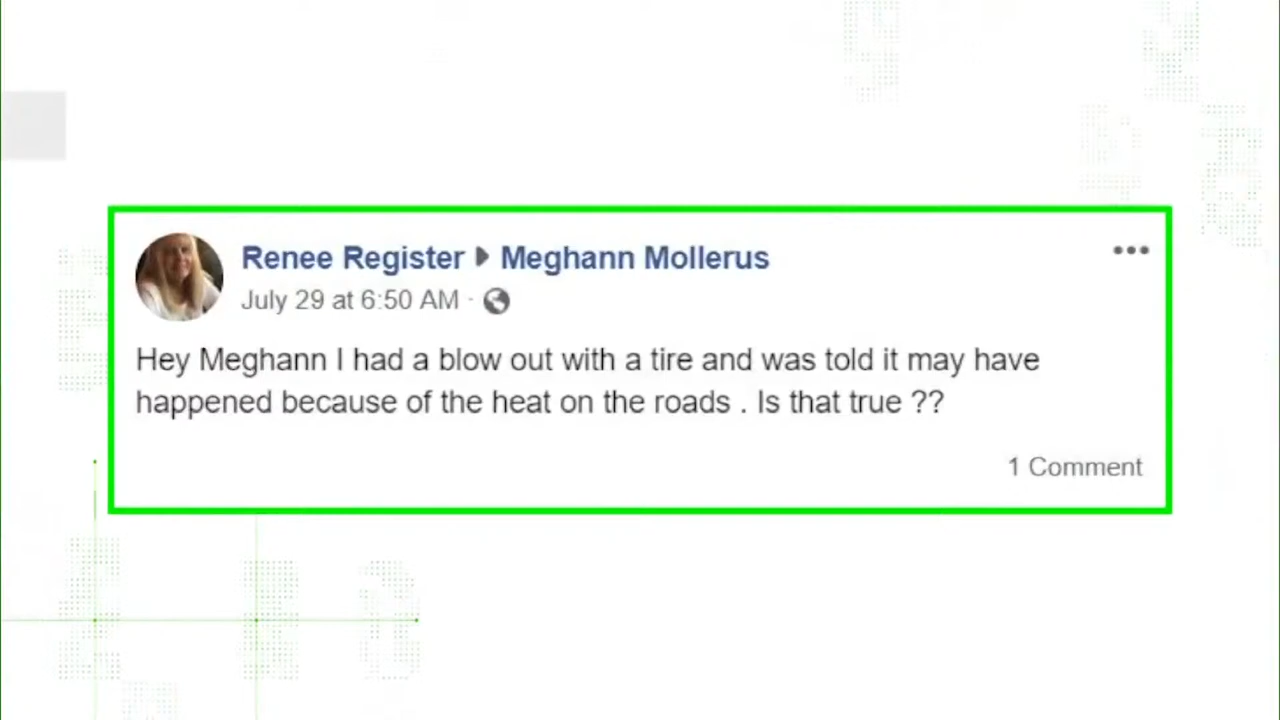 Renee Register ▶ Meghann Mollerus
July 29 at 6:50 AM ·
Hey Meghann I had a blow out with a tire and was told it may have
happened because of the heat on the roads . Is that true ??
1 Comment